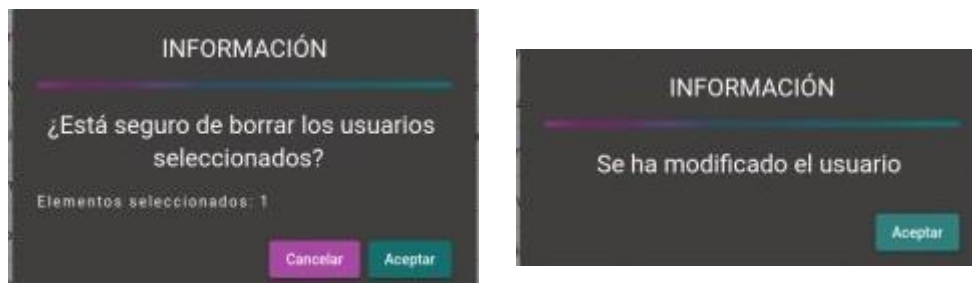 INFORMACIÓN
¿Está seguro de borrar los usuarios
seleccionados?
Elementos seleccionados: 1
Cancelar
Aceptar
INFORMACIÓN
Se ha modificado el usuario
Aceptar